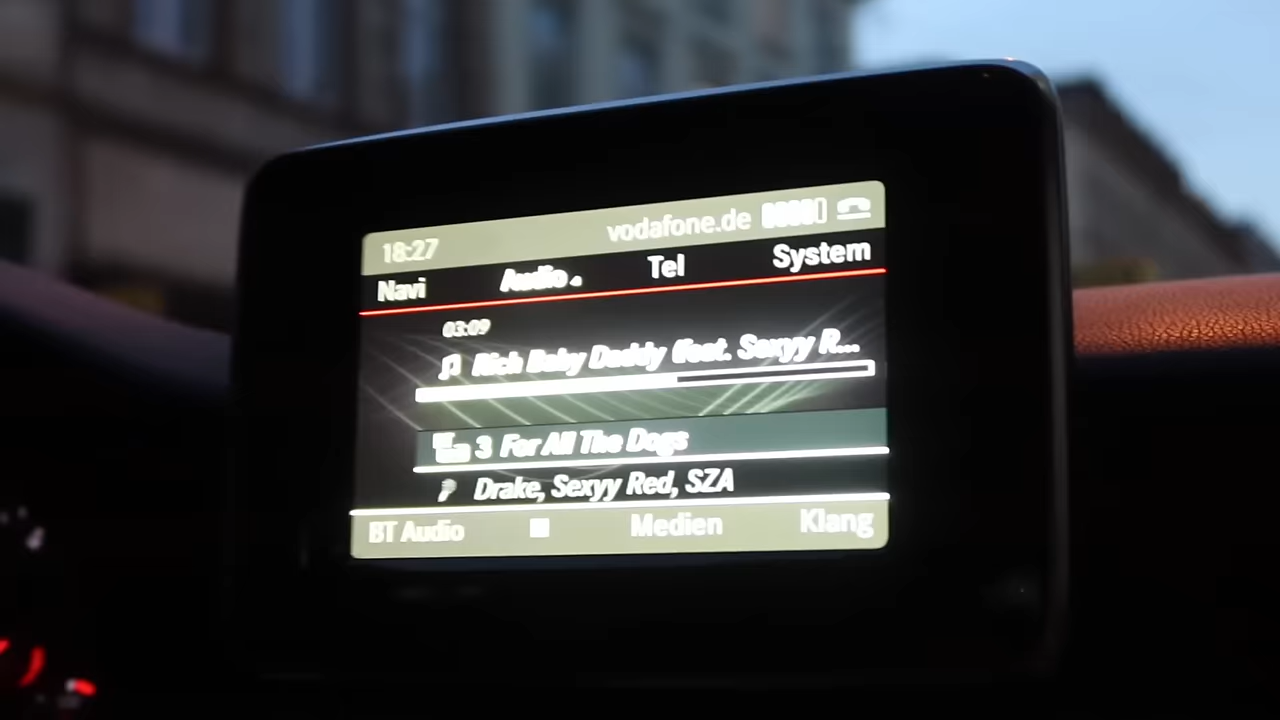 18:27 vodafone.de
Navi Audio Tel System
03:09
Rich Baby Daddy (feat. Sexyy R...
3 For All The Dogs
Drake, Sexyy Red, SZA
BT Audio Medien Klang